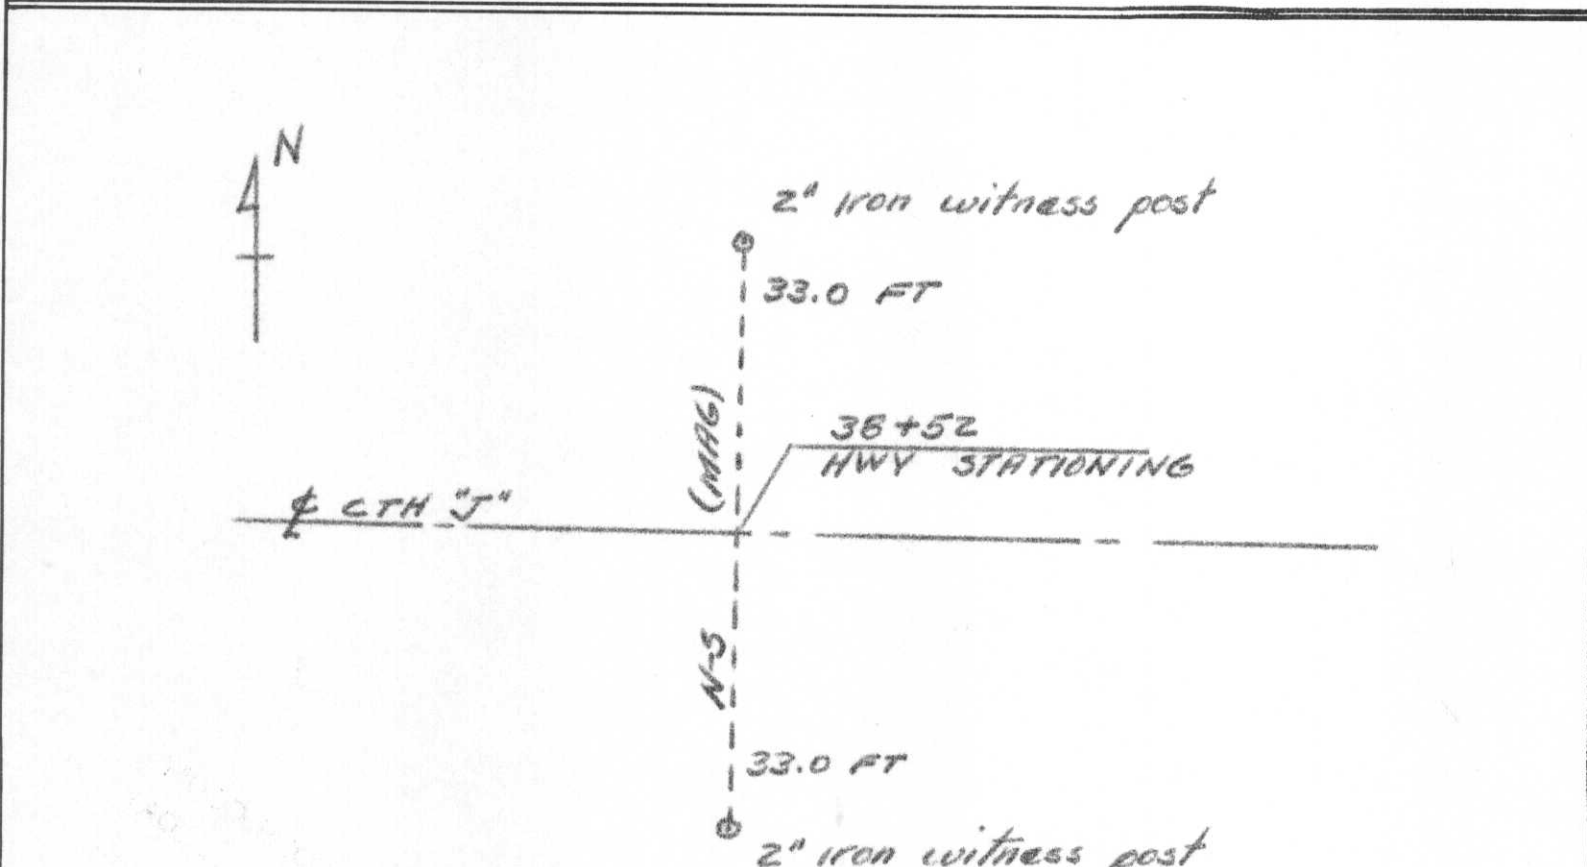 N
2" Iron witness post
33.0 FT
(MAG)
36+52
HWY STATIONING
℄ CTH "J"
N-S
33.0 FT
2" Iron witness post